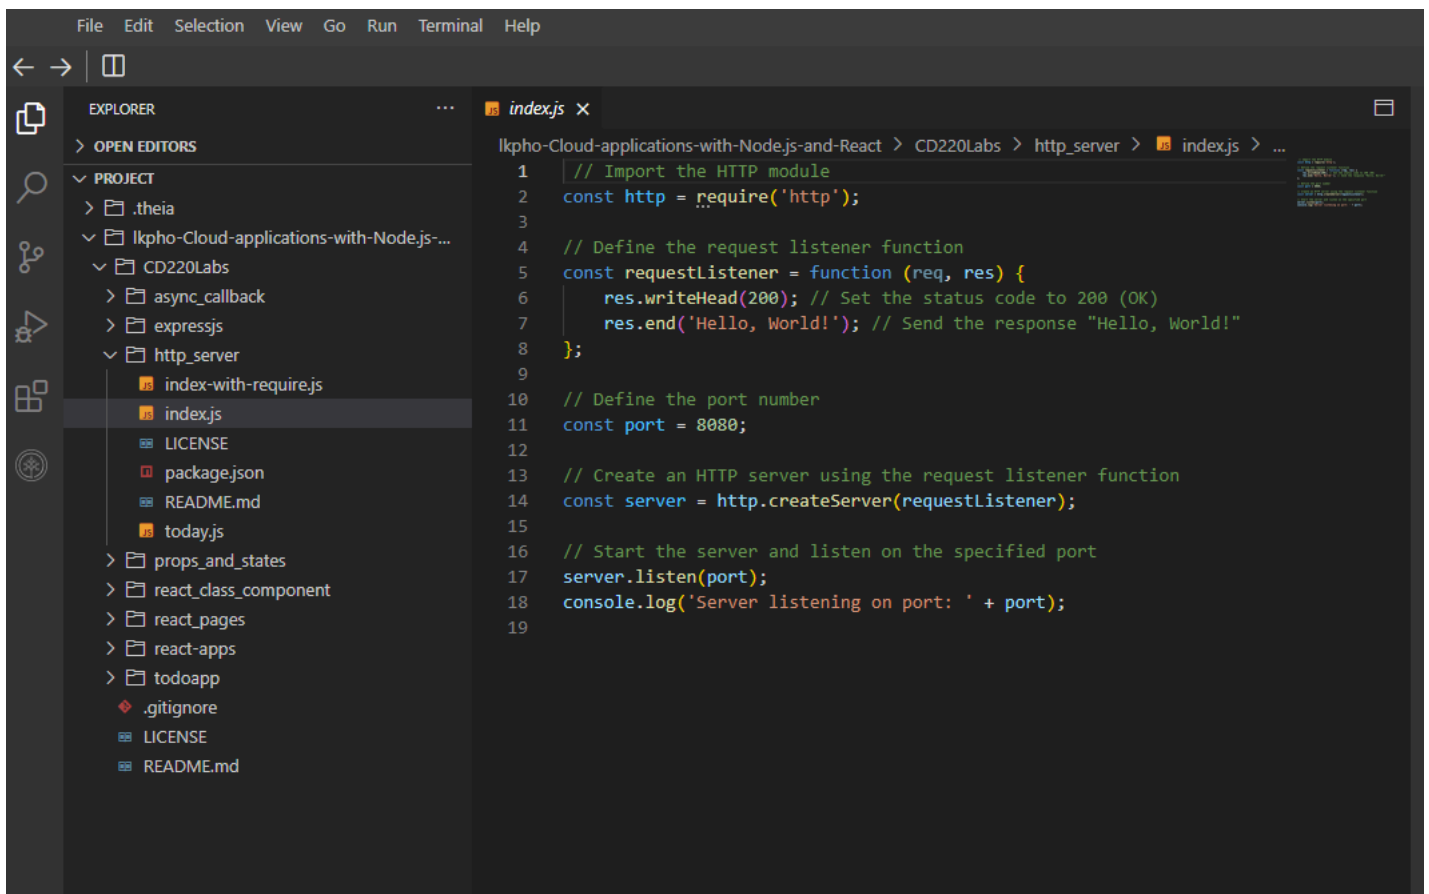 File Edit Selection View Go Run Terminal Help
EXPLORER
OPEN EDITORS
PROJECT
.theia
lkpho-Cloud-applications-with-Node.js-...
CD220Labs
async_callback
expressjs
http_server
index-with-require.js
index.js
LICENSE
package.json
README.md
today.js
props_and_states
react_class_component
react_pages
react-apps
todoapp
.gitignore
LICENSE
README.md
index.js
lkpho-Cloud-applications-with-Node.js-and-React > CD220Labs > http_server > index.js > ...
1 // Import the HTTP module
2 const http = require('http');
3
4 // Define the request listener function
5 const requestListener = function (req, res) {
6 res.writeHead(200); // Set the status code to 200 (OK)
7 res.end('Hello, World!'); // Send the response "Hello, World!"
8 };
9
10 // Define the port number
11 const port = 8080;
12
13 // Create an HTTP server using the request listener function
14 const server = http.createServer(requestListener);
15
16 // Start the server and listen on the specified port
17 server.listen(port);
18 console.log('Server listening on port: ' + port);
19